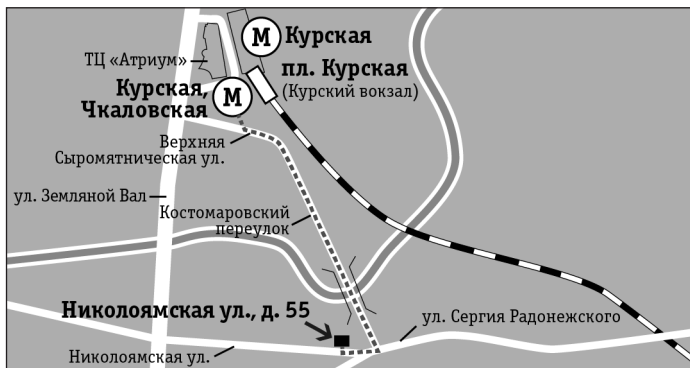 М Курская
ТЦ «Атриум»
пл. Курская
(Курский вокзал)
Курская,
Чкаловская
М
Верхняя
Сыромятническая ул.
ул. Земляной Вал
Костомаровский
переулок
Николоямская ул., д. 55
ул. Сергия Радонежского
Николоямская ул.